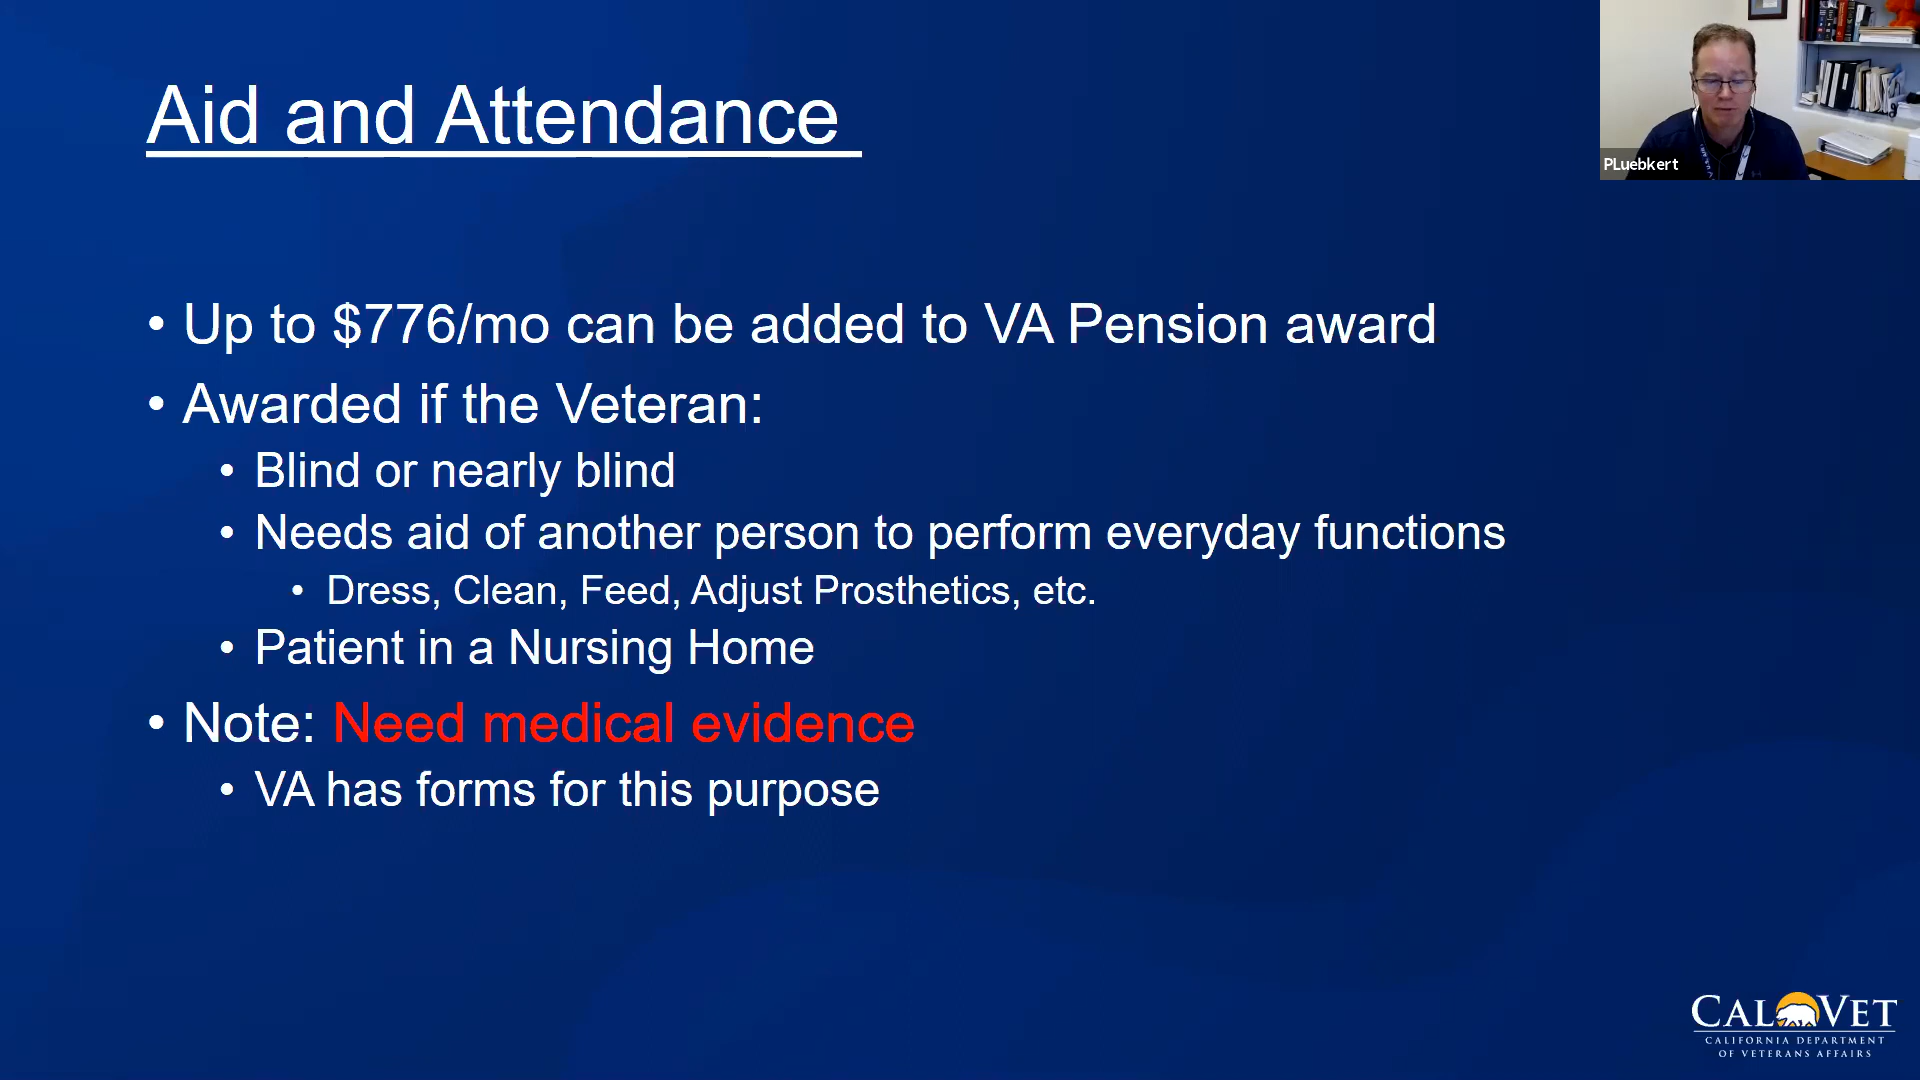 Aid and Attendance
PLuebkert
• Up to $776/mo can be added to VA Pension award
• Awarded if the Veteran:
• Blind or nearly blind
• Needs aid of another person to perform everyday functions
• Dress, Clean, Feed, Adjust Prosthetics, etc.
• Patient in a Nursing Home
• Note: Need medical evidence
• VA has forms for this purpose
CALVET
CALIFORNIA DEPARTMENT
OF VETERANS AFFAIRS